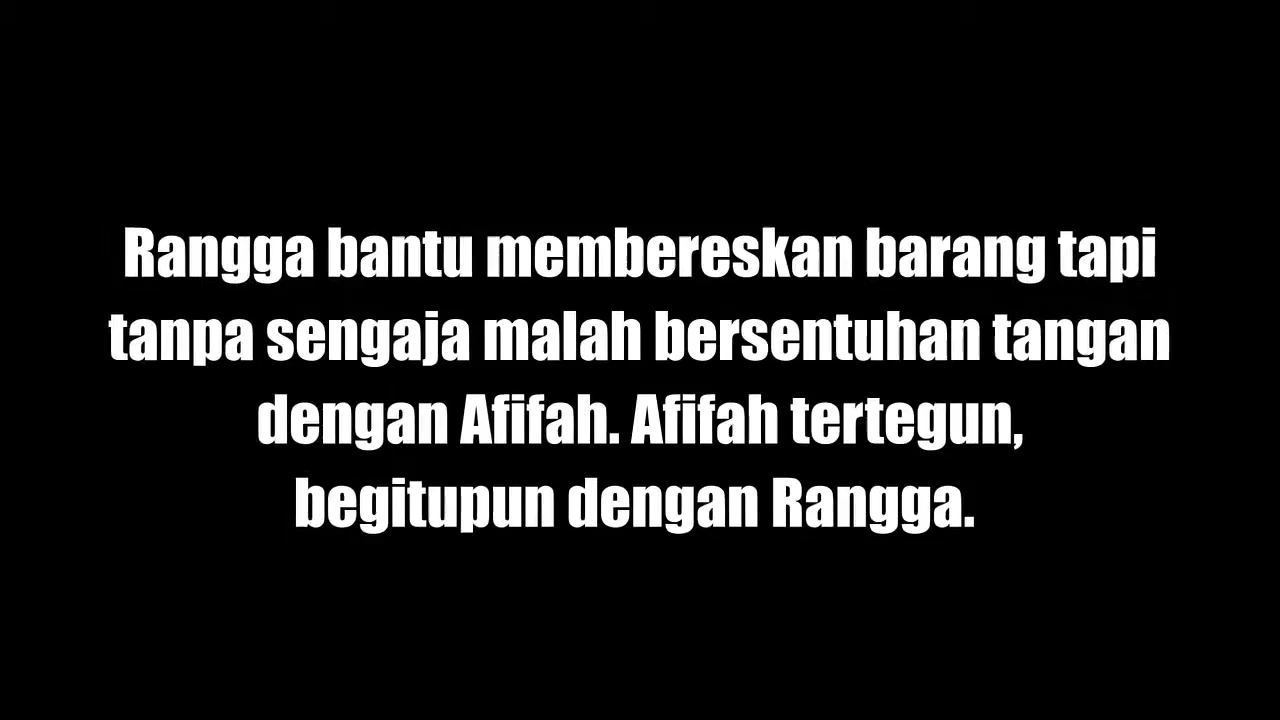 Rangga bantu membereskan barang tapi
tanpa sengaja malah bersentuhan tangan
dengan Afifah. Afifah tertegun,
begitupun dengan Rangga.